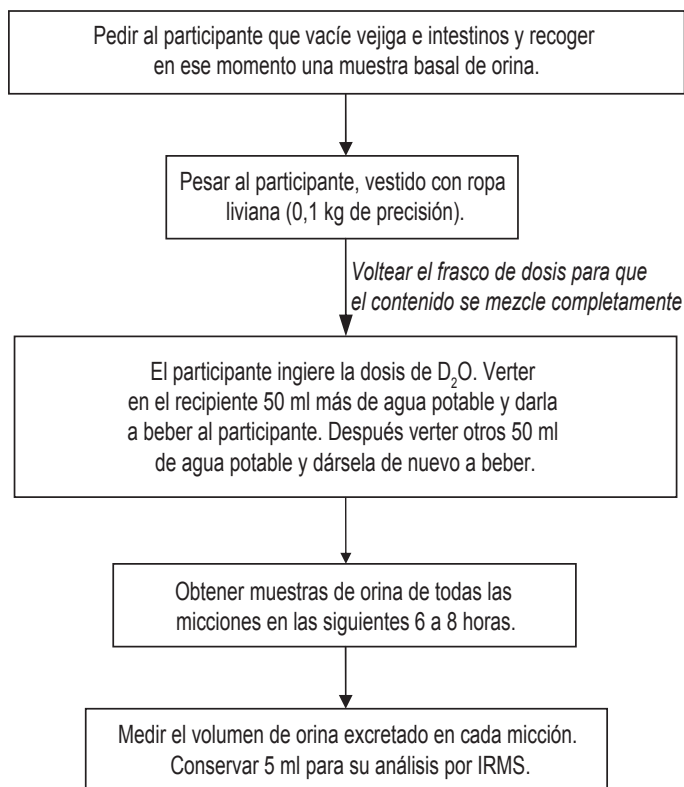 Pedir al participante que vacíe vejiga e intestinos y recoger
en ese momento una muestra basal de orina.
Pesar al participante, vestido con ropa
liviana (0,1 kg de precisión).
Voltear el frasco de dosis para que
el contenido se mezcle completamente
El participante ingiere la dosis de D₂O. Verter
en el recipiente 50 ml más de agua potable y darla
a beber al participante. Después verter otros 50 ml
de agua potable y dársela de nuevo a beber.
Obtener muestras de orina de todas las
micciones en las siguientes 6 a 8 horas.
Medir el volumen de orina excretado en cada micción.
Conservar 5 ml para su análisis por IRMS.